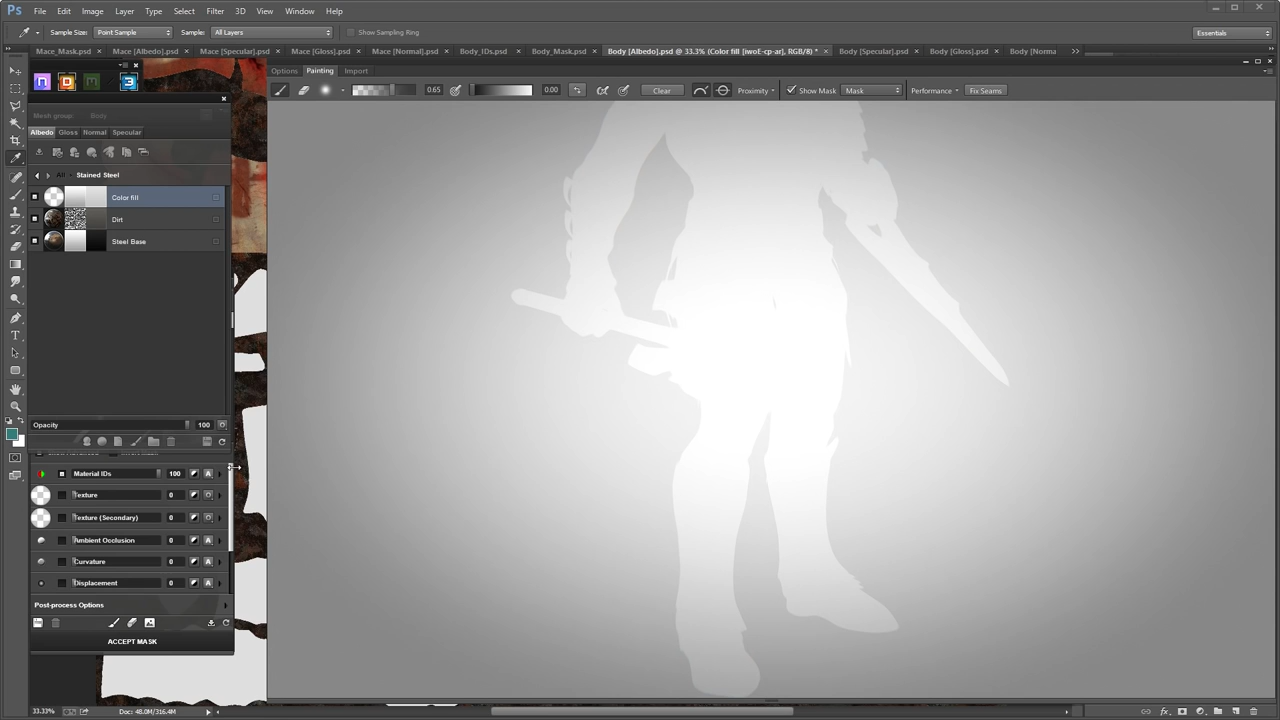 Ps File Edit Image Layer Type Select Filter 3D View Window Help
Sample Size: Point Sample Sample: All Layers Show Sampling Ring Essentials
Mace_Mask.psd × Mace [Albedo].psd × Mace [Specular].psd × Mace [Gloss].psd × Mace [Normal].psd × Body_IDs.psd × Body_Mask.psd × Body [Albedo].psd @ 33.3% (Color fill [iwoE-cp-ar], RGB/8) * × Body [Specular].psd × Body [Gloss].psd × Body [Norma
Options Painting Import
0.65 0.00 Clear Proximity Show Mask Mask Performance Fix Seams
Mesh group: Body
Albedo Gloss Normal Specular
All Stained Steel
Color fill
Dirt
Steel Base
Opacity 100
Material IDs 100
Texture 0
Texture (Secondary) 0
Ambient Occlusion 0
Curvature 0
Displacement 0
Post-process Options
ACCEPT MASK
33.33% Doc: 48.0M/316.4M